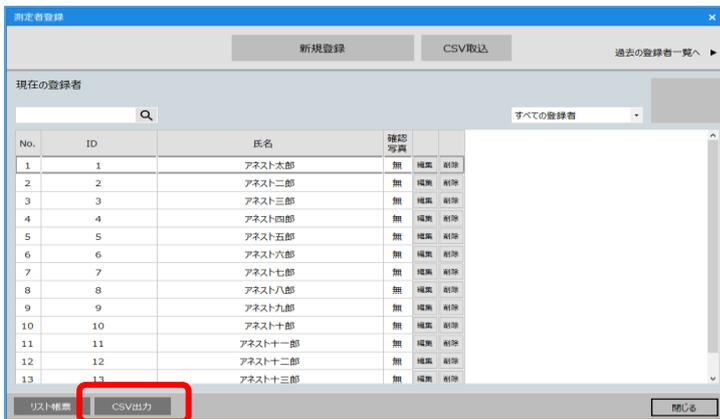 測定者登録 ×
新規登録 CSV取込 過去の登録者一覧へ ▶
現在の登録者
すべての登録者
No. ID 氏名 確認写真
1 1 アネスト太郎 無 編集 削除
2 2 アネスト二郎 無 編集 削除
3 3 アネスト三郎 無 編集 削除
4 4 アネスト四郎 無 編集 削除
5 5 アネスト五郎 無 編集 削除
6 6 アネスト六郎 無 編集 削除
7 7 アネスト七郎 無 編集 削除
8 8 アネスト八郎 無 編集 削除
9 9 アネスト九郎 無 編集 削除
10 10 アネスト十郎 無 編集 削除
11 11 アネスト十一郎 無 編集 削除
12 12 アネスト十二郎 無 編集 削除
13 13 アネスト十三郎 無 編集 削除
リスト帳票 CSV出力 閉じる